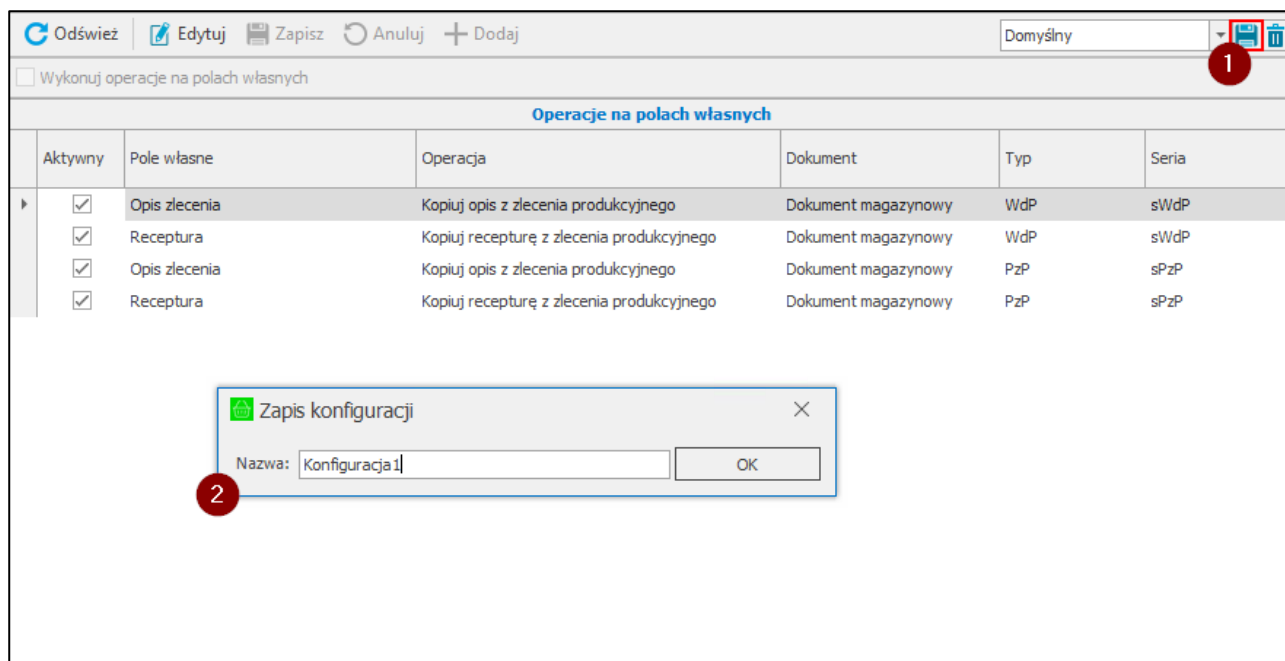 Odśwież Edytuj Zapisz Anuluj Dodaj Domyślny
1
Wykonuj operacje na polach własnych
Operacje na polach własnych
Aktywny Pole własne Operacja Dokument Typ Seria
Opis zlecenia Kopiuj opis z zlecenia produkcyjnego Dokument magazynowy WdP sWdP
Receptura Kopiuj recepturę z zlecenia produkcyjnego Dokument magazynowy WdP sWdP
Opis zlecenia Kopiuj opis z zlecenia produkcyjnego Dokument magazynowy PzP sPzP
Receptura Kopiuj recepturę z zlecenia produkcyjnego Dokument magazynowy PzP sPzP
Zapis konfiguracji
Nazwa: Konfiguracja1 OK
2